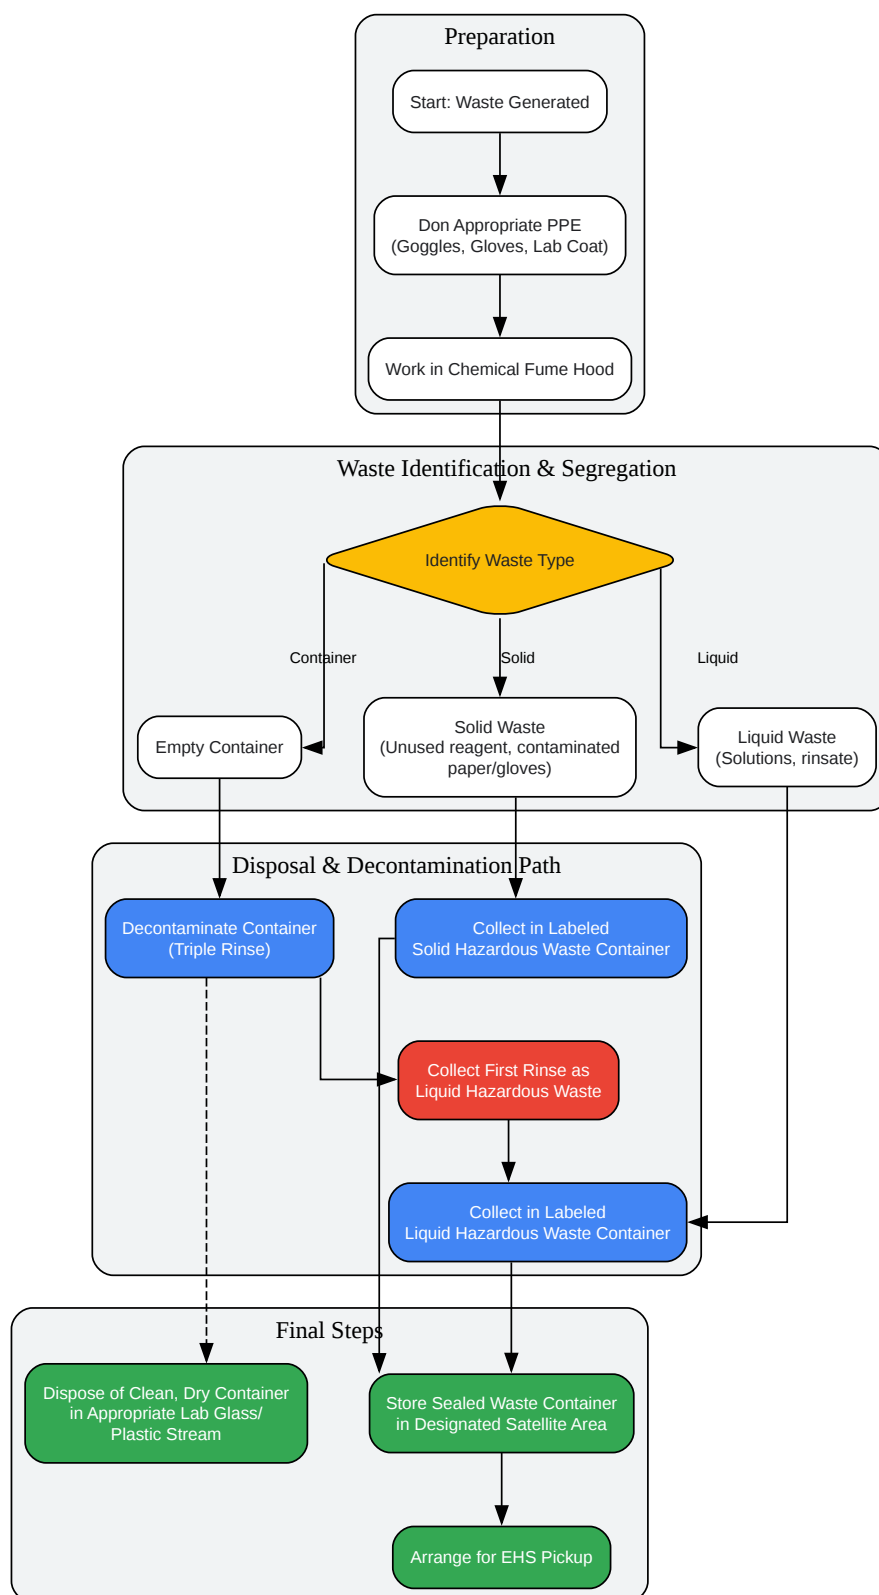 Preparation
Start: Waste Generated
Don Appropriate PPE
(Goggles, Gloves, Lab Coat)
Work in Chemical Fume Hood
Waste Identification & Segregation
Identify Waste Type
Container
Solid
Liquid
Empty Container
Solid Waste
(Unused reagent, contaminated
paper/gloves)
Liquid Waste
(Solutions, rinsate)
Disposal & Decontamination Path
Decontaminate Container
(Triple Rinse)
Collect in Labeled
Solid Hazardous Waste Container
Collect First Rinse as
Liquid Hazardous Waste
Collect in Labeled
Liquid Hazardous Waste Container
Final Steps
Dispose of Clean, Dry Container
in Appropriate Lab Glass/
Plastic Stream
Store Sealed Waste Container
in Designated Satellite Area
Arrange for EHS Pickup